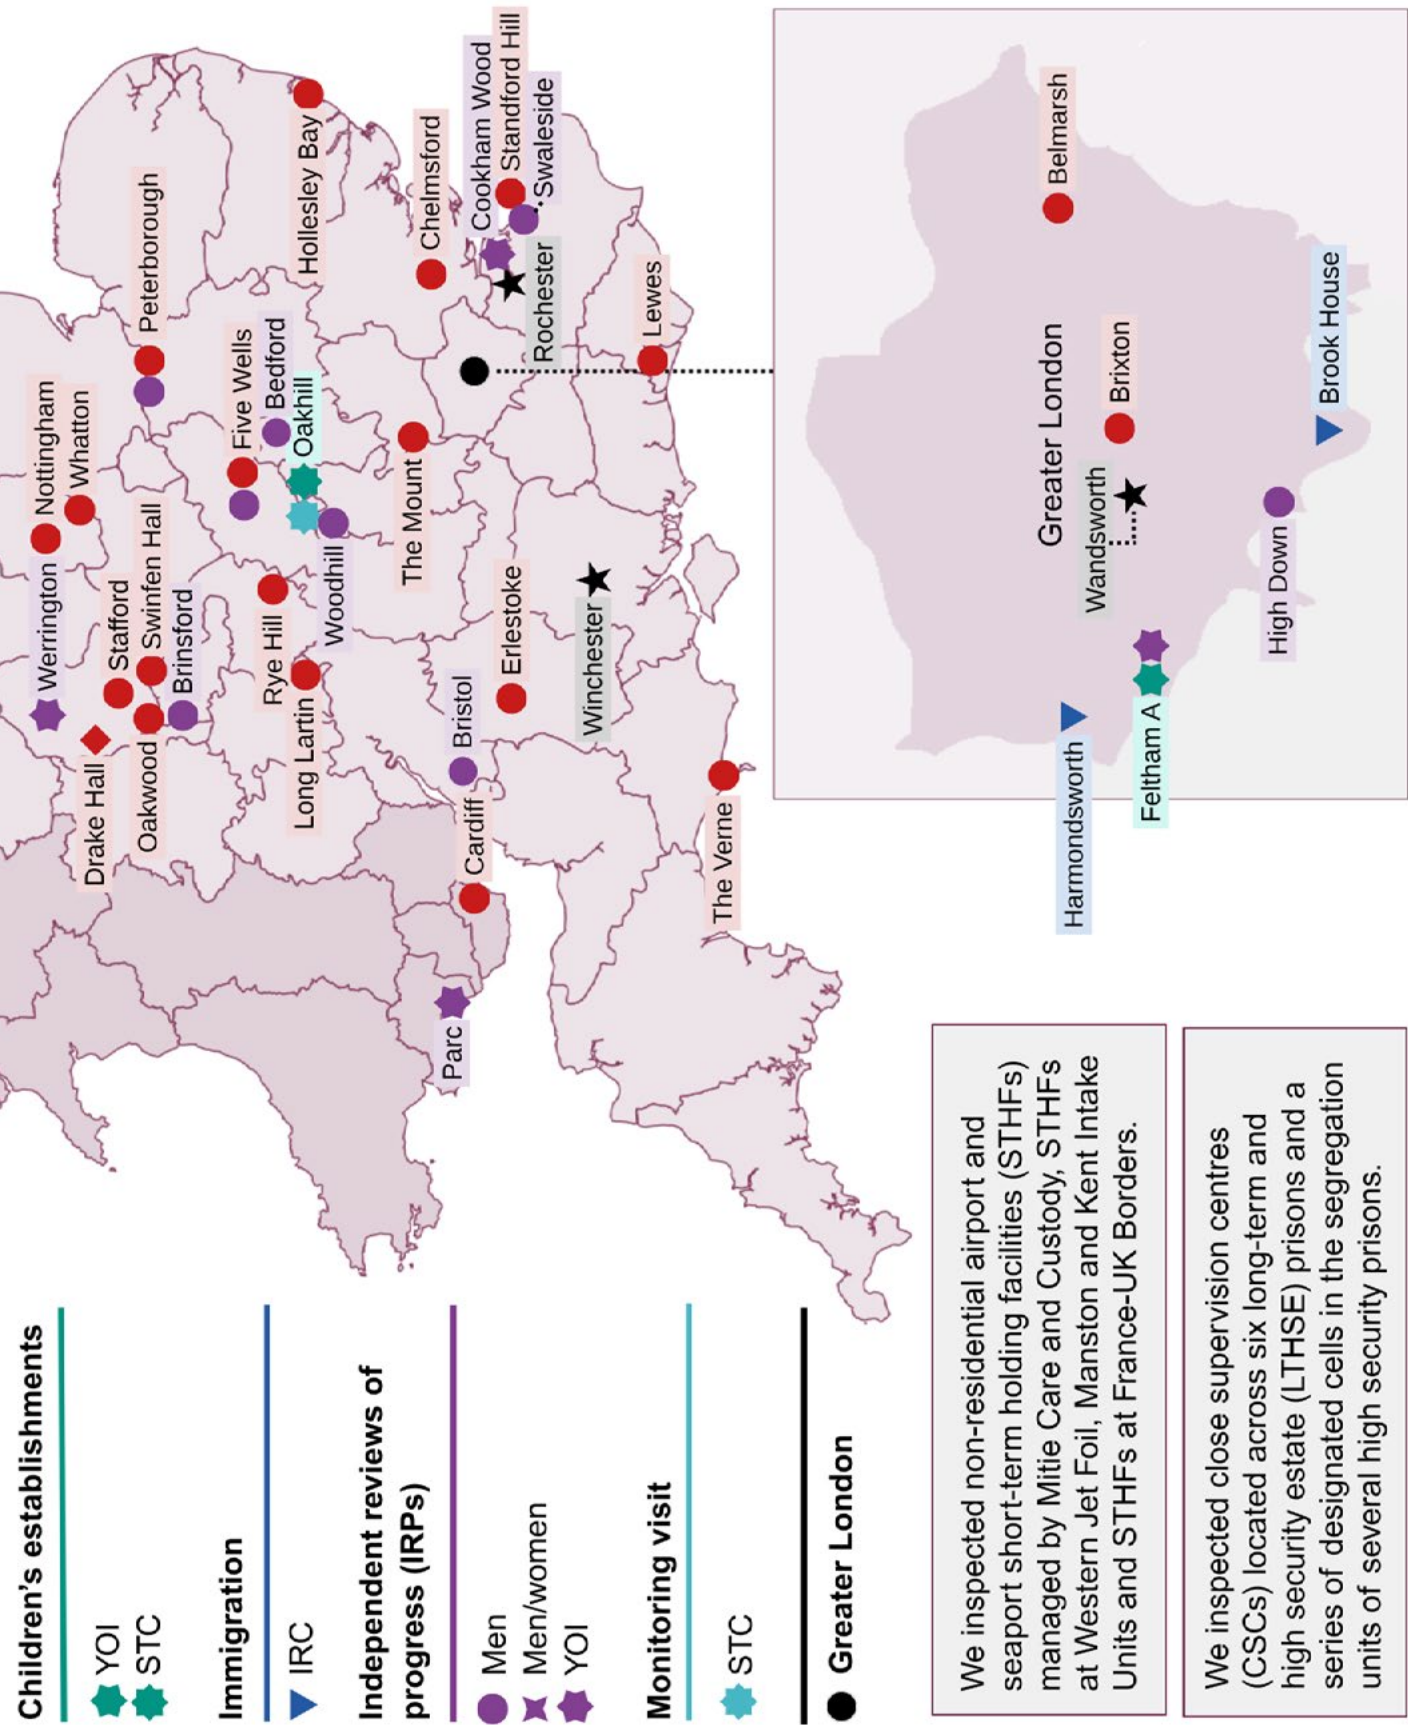 Children's establishments
YOI
STC
Immigration
IRC
Independent reviews of
progress (IRPs)
Men
Men/women
YOI
Monitoring visit
STC
Greater London
Nottingham
Whatton
Werrington
Stafford
Swinfen Hall
Brinsford
Drake Hall
Oakwood
Peterborough
Five Wells
Bedford
Oakhill
Woodhill
Rye Hill
Long Lartin
Hollesley Bay
Chelmsford
Cookham Wood
Standford Hill
Swaleside
Rochester
The Mount
Lewes
Erlestoke
Winchester
Bristol
Cardiff
Parc
The Verne
Greater London
Belmarsh
Brixton
Wandsworth
Brook House
High Down
Feltham A
Harmondsworth
We inspected non-residential airport and
seaport short-term holding facilities (STHFs)
managed by Mitie Care and Custody, STHFs
at Western Jet Foil, Manston and Kent Intake
Units and STHFs at France-UK Borders.
We inspected close supervision centres
(CSCs) located across six long-term and
high security estate (LTHSE) prisons and a
series of designated cells in the segregation
units of several high security prisons.